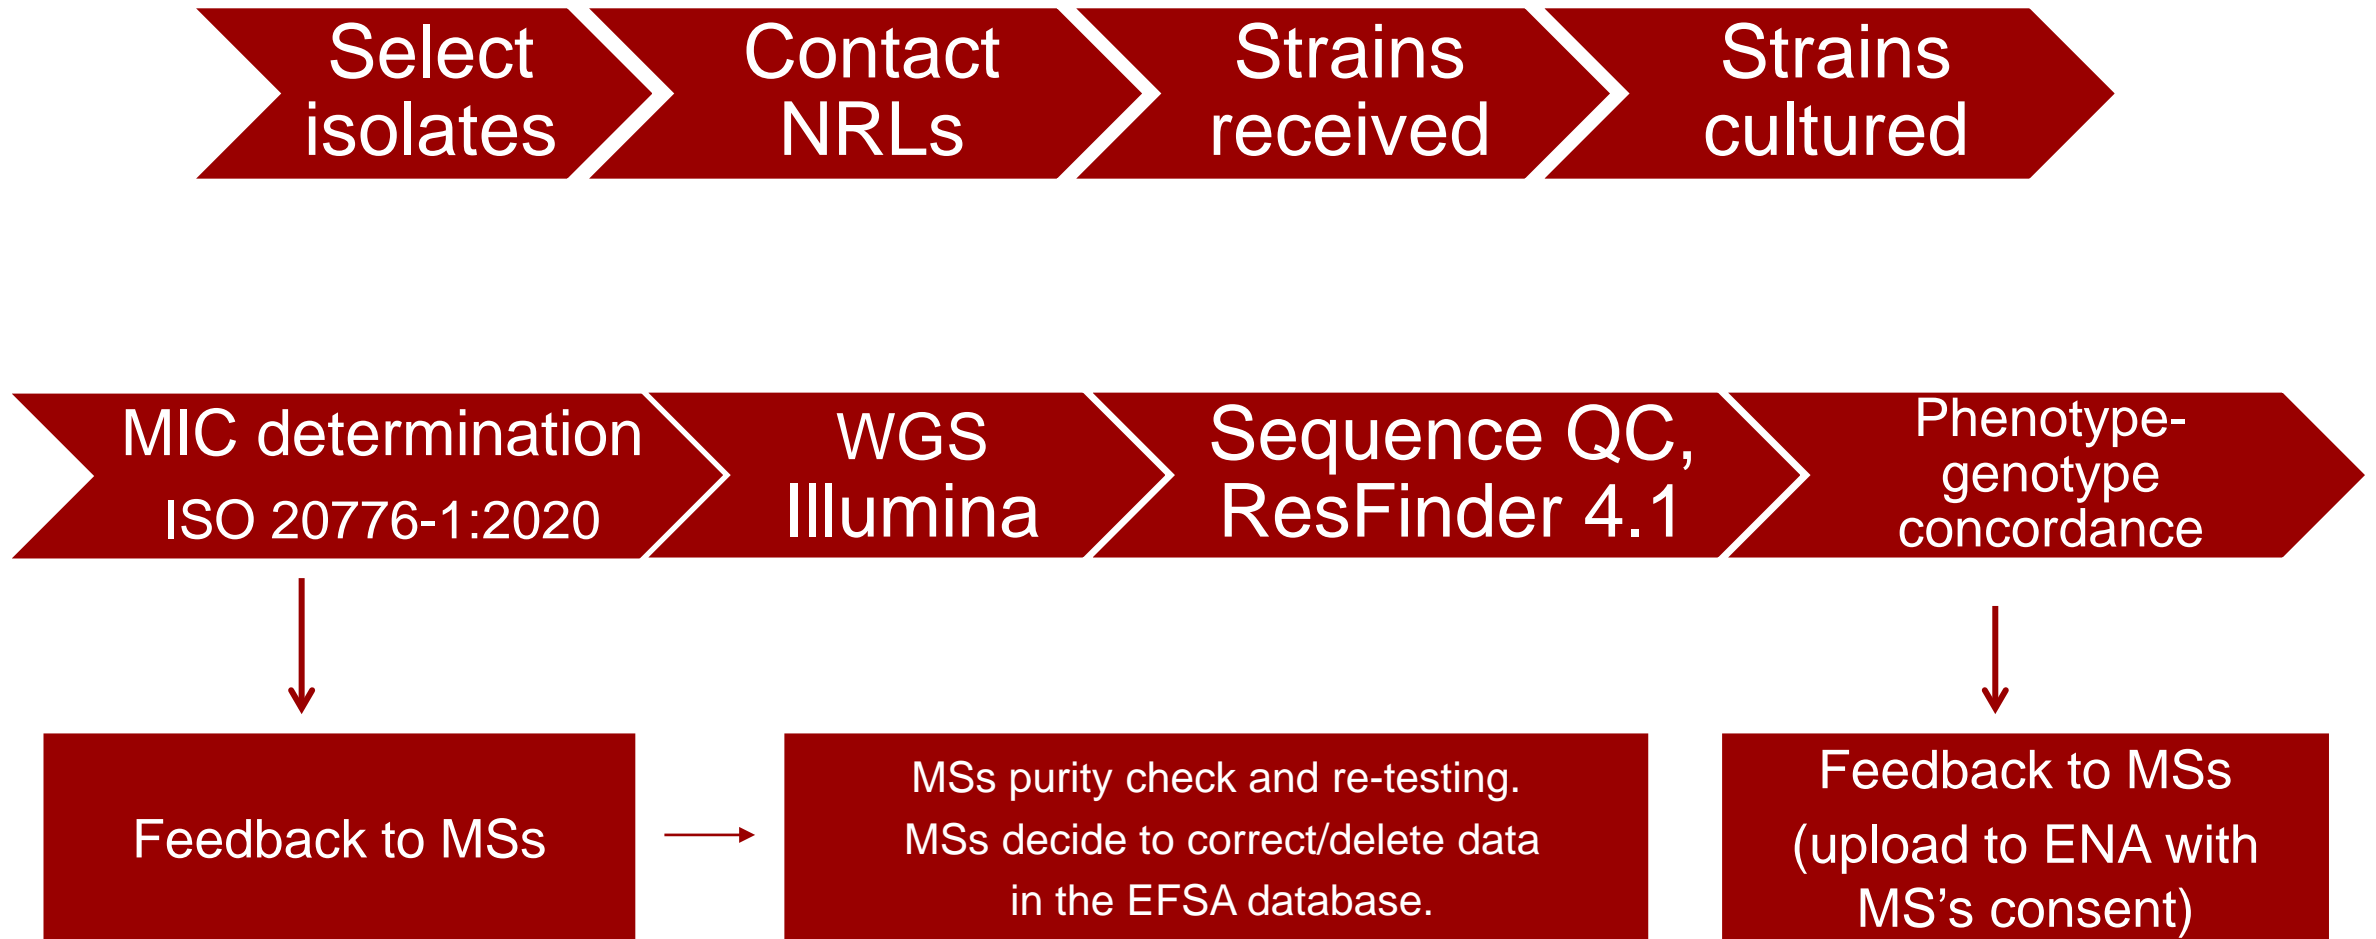 Select
isolates
Contact
NRLs
Strains
received
Strains
cultured
MIC determination
ISO 20776-1:2020
WGS
Illumina
Sequence QC,
ResFinder 4.1
Phenotype-
genotype
concordance
Feedback to MSs
MSs purity check and re-testing.
MSs decide to correct/delete data
in the EFSA database.
Feedback to MSs
(upload to ENA with
MS’s consent)